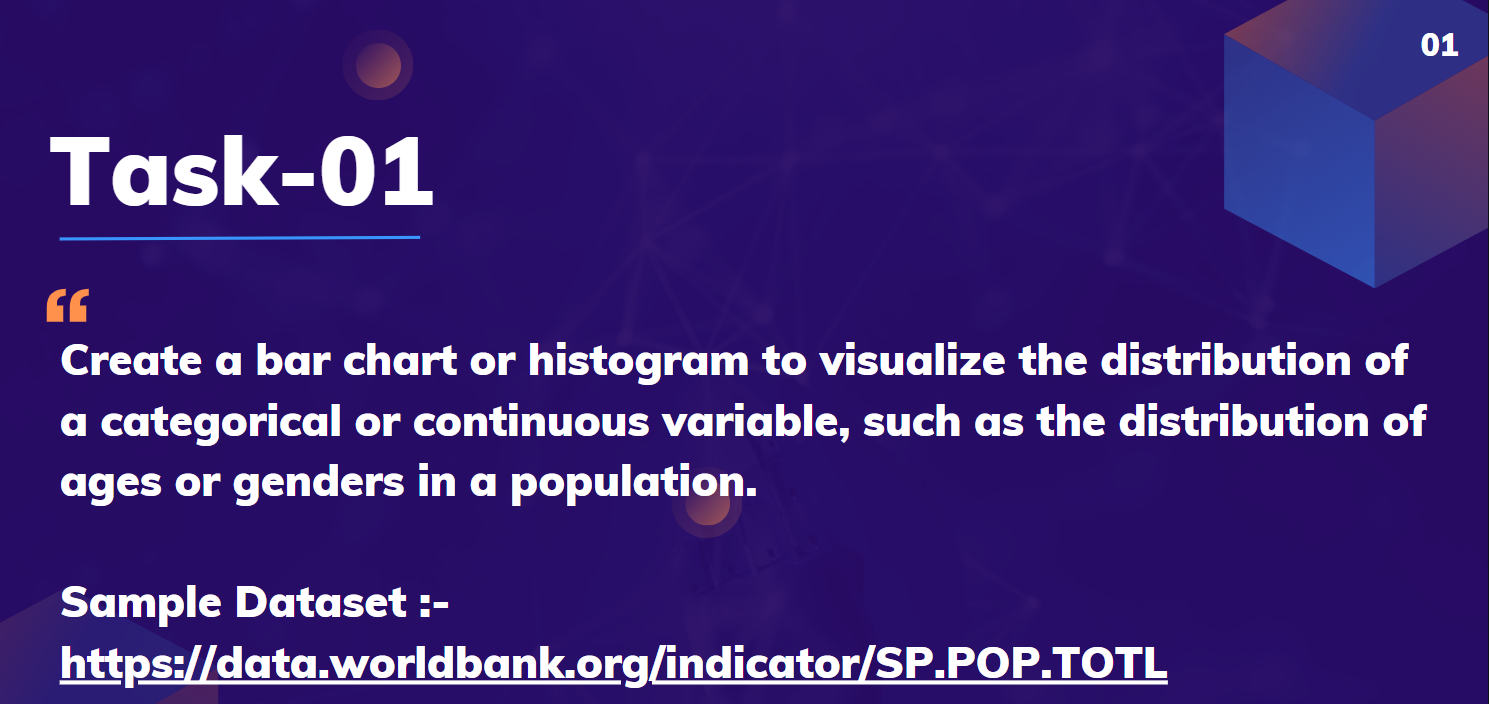 01
Task-01
“
Create a bar chart or histogram to visualize the distribution of
a categorical or continuous variable, such as the distribution of
ages or genders in a population.
Sample Dataset :-
https://data.worldbank.org/indicator/SP.POP.TOTL